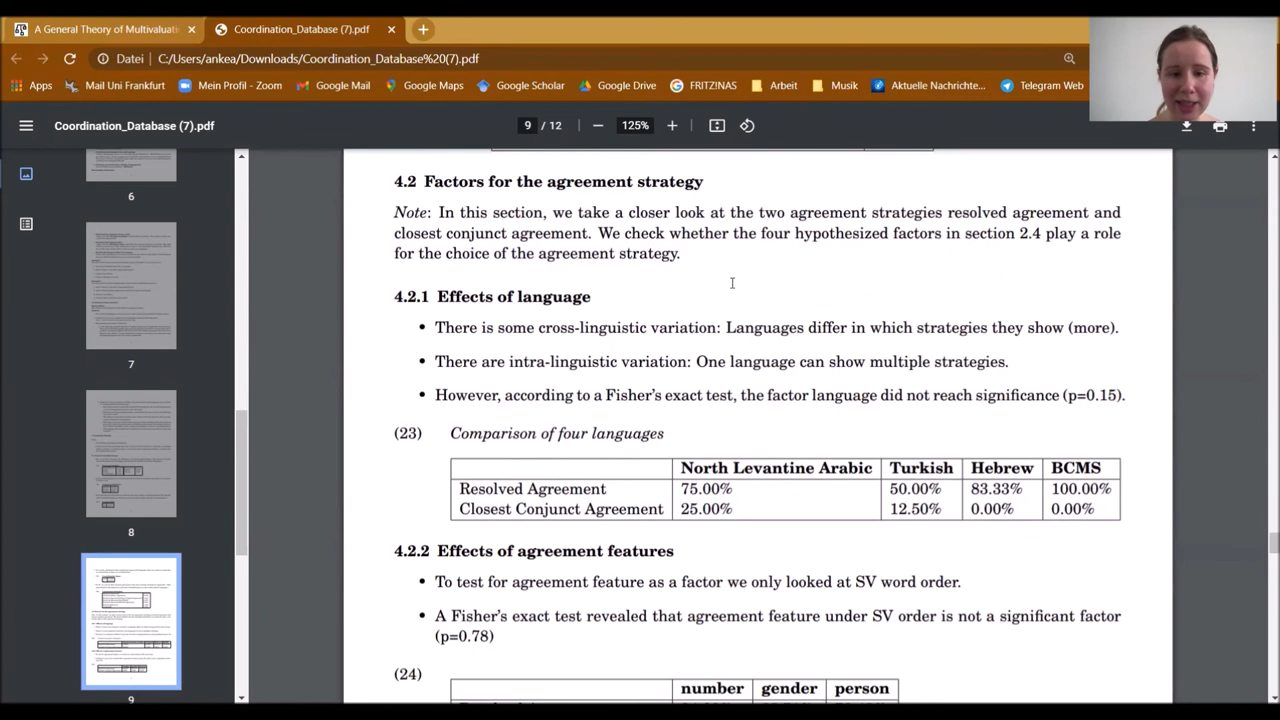 A General Theory of Multivaluati
Coordination_Database (7).pdf
Datei
C:/Users/ankea/Downloads/Coordination_Database%20(7).pdf
Apps
Mail Uni Frankfurt
Mein Profil - Zoom
Google Mail
Google Maps
Google Scholar
Google Drive
FRITZ!NAS
Arbeit
Musik
Aktuelle Nachrichte...
Telegram Web
Coordination_Database (7).pdf
9 / 12
125%
6
7
8
9
4.2 Factors for the agreement strategy
Note: In this section, we take a closer look at the two agreement strategies resolved agreement and
closest conjunct agreement. We check whether the four hypothesized factors in section 2.4 play a role
for the choice of the agreement strategy.
4.2.1 Effects of language
• There is some cross-linguistic variation: Languages differ in which strategies they show (more).
• There are intra-linguistic variation: One language can show multiple strategies.
• However, according to a Fisher's exact test, the factor language did not reach significance (p=0.15).
(23) Comparison of four languages
North Levantine Arabic Turkish Hebrew BCMS
Resolved Agreement 75.00% 50.00% 83.33% 100.00%
Closest Conjunct Agreement 25.00% 12.50% 0.00% 0.00%
4.2.2 Effects of agreement features
• To test for agreement feature as a factor we only looked at SV word order.
• A Fisher's exact test revealed that agreement feature under SV order is not a significant factor
(p=0.78)
(24)
number gender person